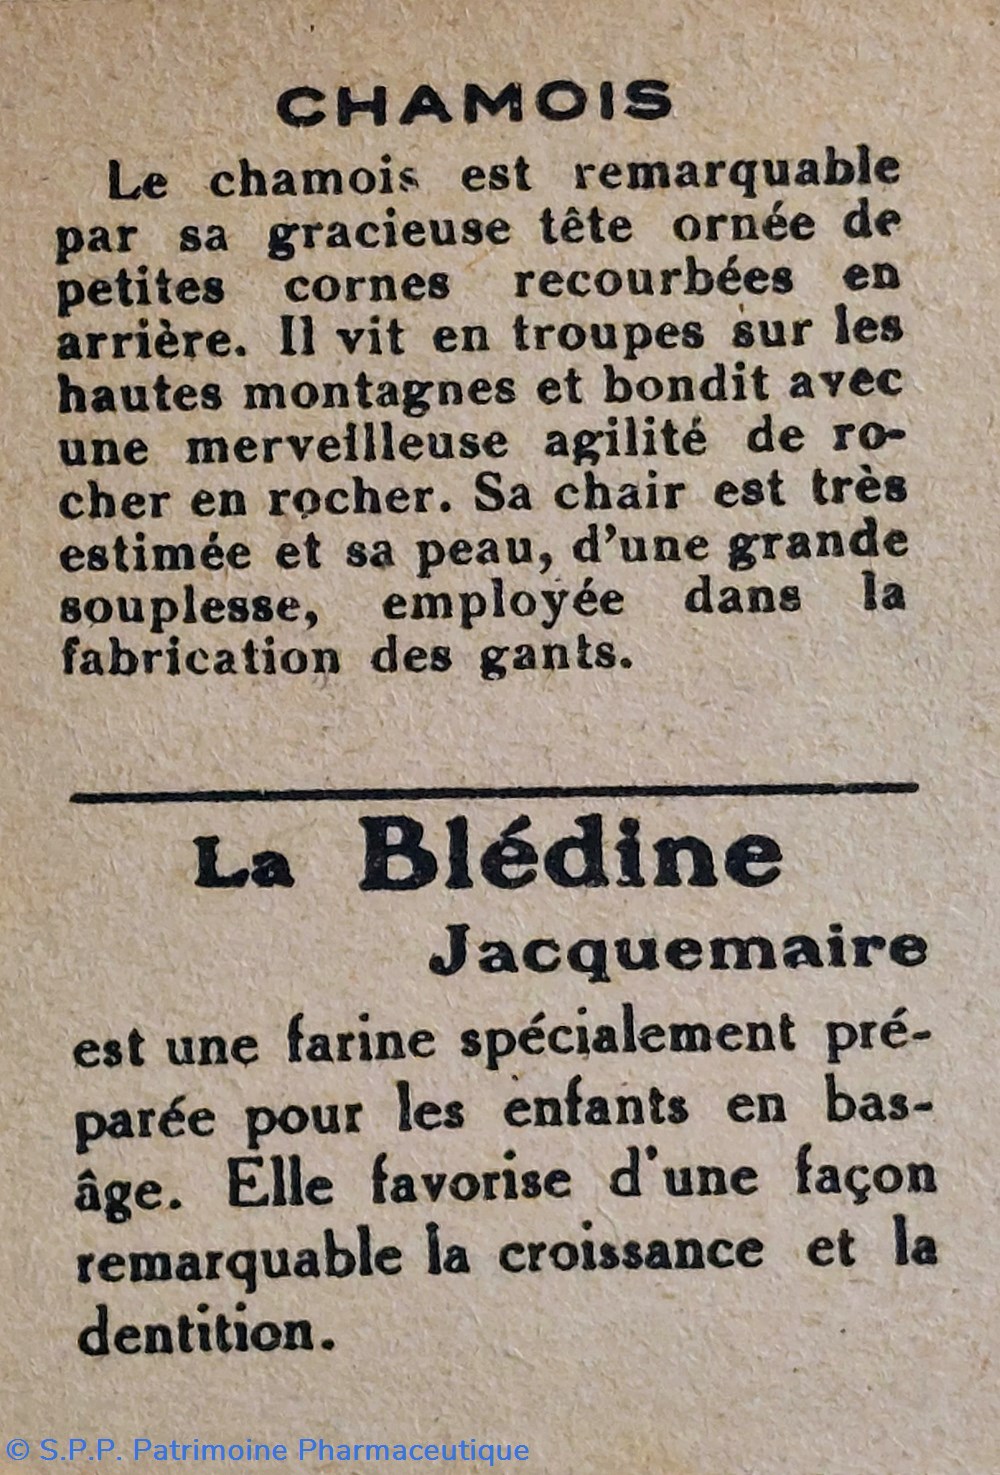 CHAMOIS
Le chamois est remarquable
par sa gracieuse tête ornée de
petites cornes recourbées en
arrière. Il vit en troupes sur les
hautes montagnes et bondit avec
une merveilleuse agilité de ro-
cher en rocher. Sa chair est très
estimée et sa peau, d'une grande
souplesse, employée dans la
fabrication des gants.
La Blédine
Jacquemaire
est une farine spécialement pré-
parée pour les enfants en bas-
âge. Elle favorise d'une façon
remarquable la croissance et la
dentition.
© S.P.P. Patrimoine Pharmaceutique